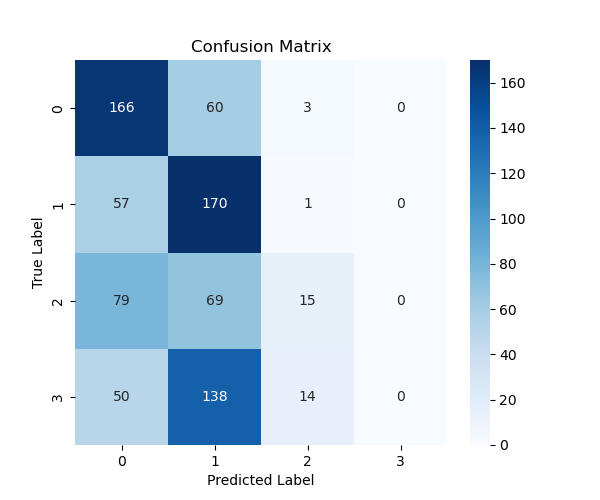 Confusion Matrix
0 166 60 3 0
1 57 170 1 0
2 79 69 15 0
3 50 138 14 0
0 1 2 3
True Label
Predicted Label
160
140
120
100
80
60
40
20
0